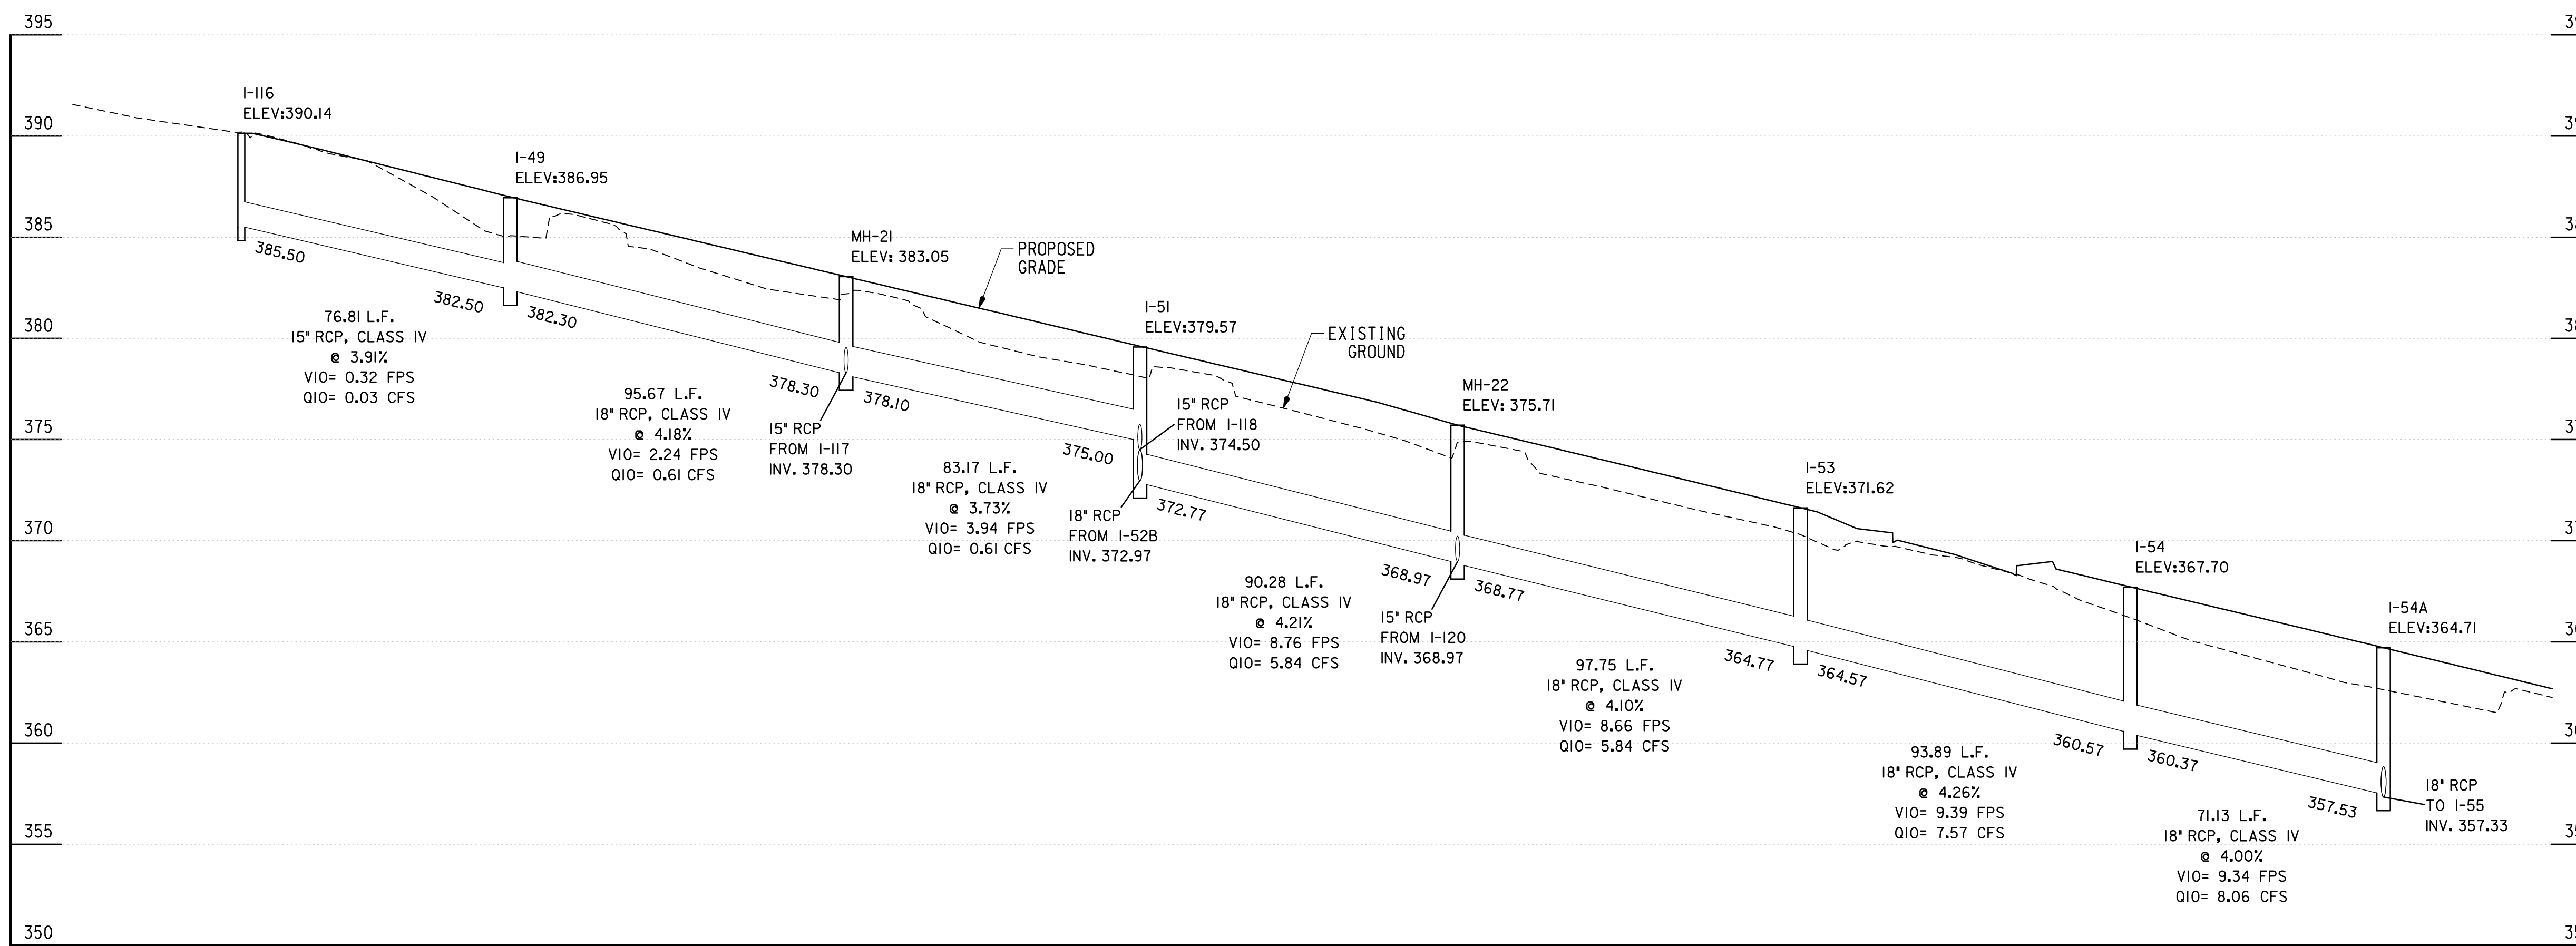 395
390
385
380
375
370
365
360
355
350
I-116
ELEV:390.14
I-49
ELEV:386.95
MH-21
ELEV: 383.05
PROPOSED
GRADE
I-51
ELEV:379.57
EXISTING
GROUND
MH-22
ELEV: 375.71
I-53
ELEV:371.62
I-54
ELEV:367.70
I-54A
ELEV:364.71
385.50
382.50
76.81 L.F.
15" RCP, CLASS IV
@ 3.91%
V10= 0.32 FPS
Q10= 0.03 CFS
382.30
378.30
95.67 L.F.
18" RCP, CLASS IV
@ 4.18%
V10= 2.24 FPS
Q10= 0.61 CFS
15" RCP
FROM I-117
INV. 378.30
378.10
375.00
83.17 L.F.
18" RCP, CLASS IV
@ 3.73%
V10= 3.94 FPS
Q10= 0.61 CFS
15" RCP
FROM I-118
INV. 374.50
18" RCP
FROM I-52B
INV. 372.97
372.77
368.97
90.28 L.F.
18" RCP, CLASS IV
@ 4.21%
V10= 8.76 FPS
Q10= 5.84 CFS
15" RCP
FROM I-120
INV. 368.97
368.77
364.77
97.75 L.F.
18" RCP, CLASS IV
@ 4.10%
V10= 8.66 FPS
Q10= 5.84 CFS
364.57
360.57
93.89 L.F.
18" RCP, CLASS IV
@ 4.26%
V10= 9.39 FPS
Q10= 7.57 CFS
360.37
357.53
71.13 L.F.
18" RCP, CLASS IV
@ 4.00%
V10= 9.34 FPS
Q10= 8.06 CFS
18" RCP
TO I-55
INV. 357.33